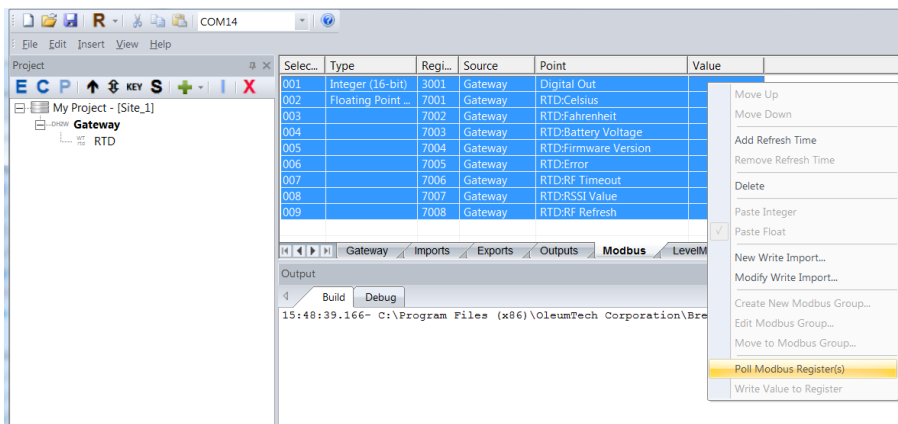 R COM14
File Edit Insert View Help
Project
E C P KEY S I X
My Project - [Site_1]
Gateway
RTD
Selec... Type Regi... Source Point Value
001 Integer (16-bit) 3001 Gateway Digital Out
002 Floating Point ... 7001 Gateway RTD:Celsius
003 7002 Gateway RTD:Fahrenheit
004 7003 Gateway RTD:Battery Voltage
005 7004 Gateway RTD:Firmware Version
006 7005 Gateway RTD:Error
007 7006 Gateway RTD:RF Timeout
008 7007 Gateway RTD:RSSI Value
009 7008 Gateway RTD:RF Refresh
Gateway Imports Exports Outputs Modbus LevelM
Output
Build Debug
15:48:39.166- C:\Program Files (x86)\OleumTech Corporation\Bre
Move Up
Move Down
Add Refresh Time
Remove Refresh Time
Delete
Paste Integer
Paste Float
New Write Import...
Modify Write Import...
Create New Modbus Group...
Edit Modbus Group...
Move to Modbus Group...
Poll Modbus Register(s)
Write Value to Register